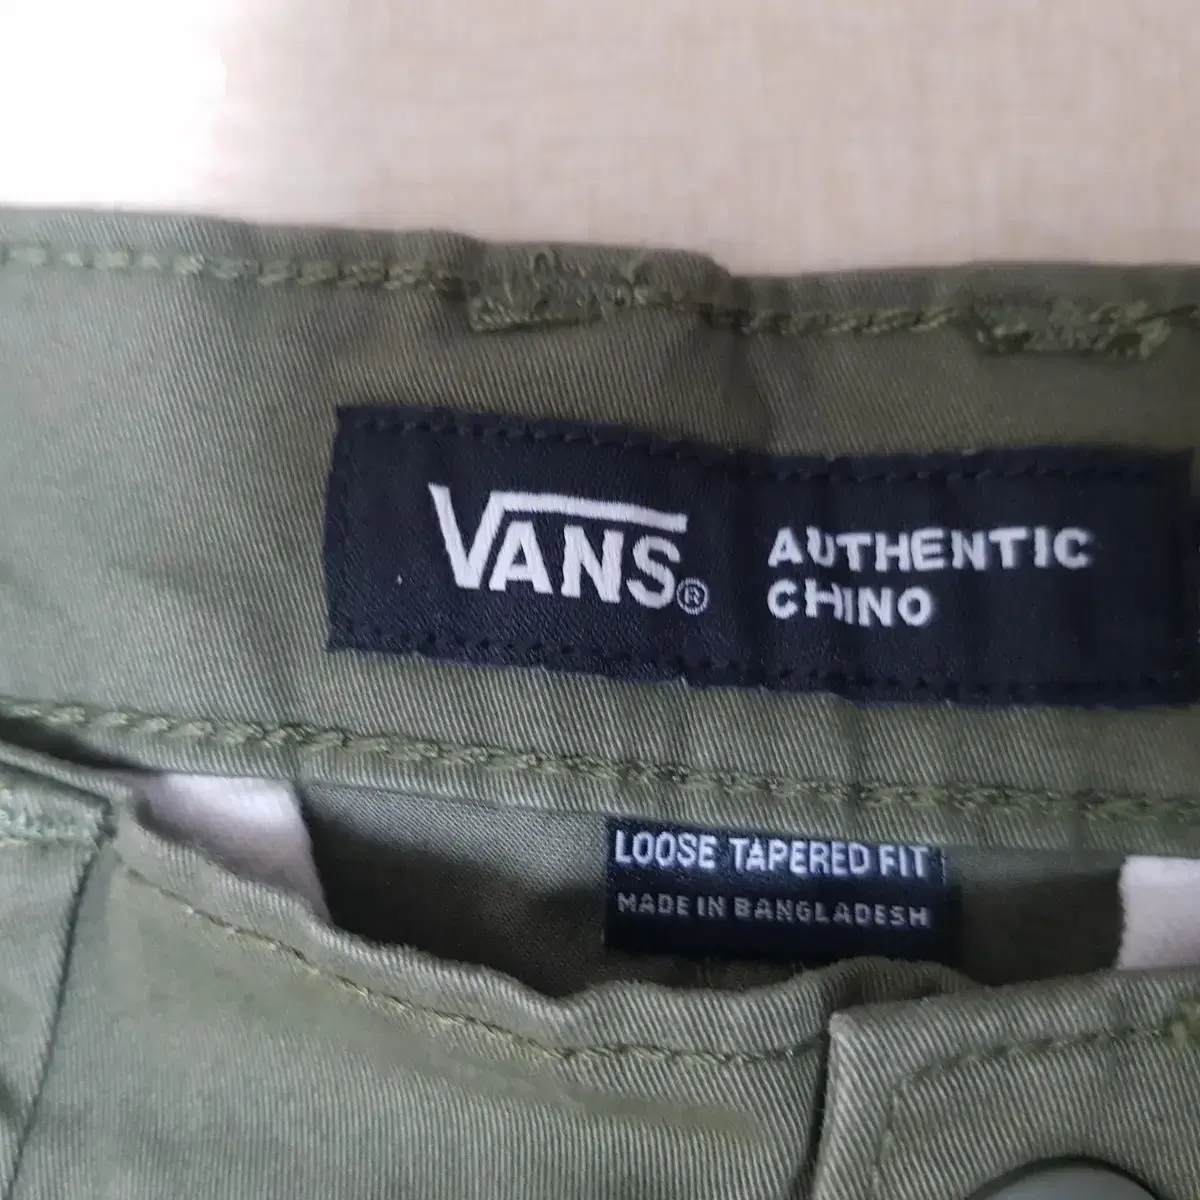 VANS® AUTHENTIC
CHINO
LOOSE TAPERED FIT
MADE IN BANGLADESH